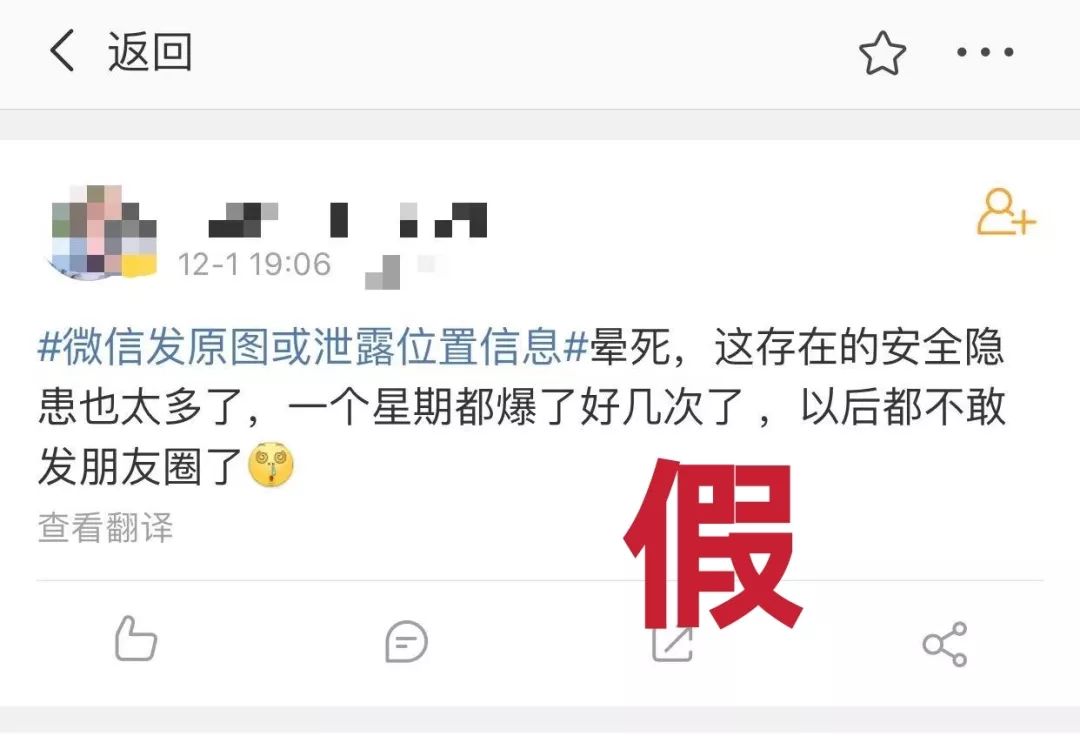 返回
12-1 19:06
#微信发原图或泄露位置信息#晕死，这存在的安全隐
患也太多了，一个星期都爆了好几次了，以后都不敢
发朋友圈了
查看翻译
假